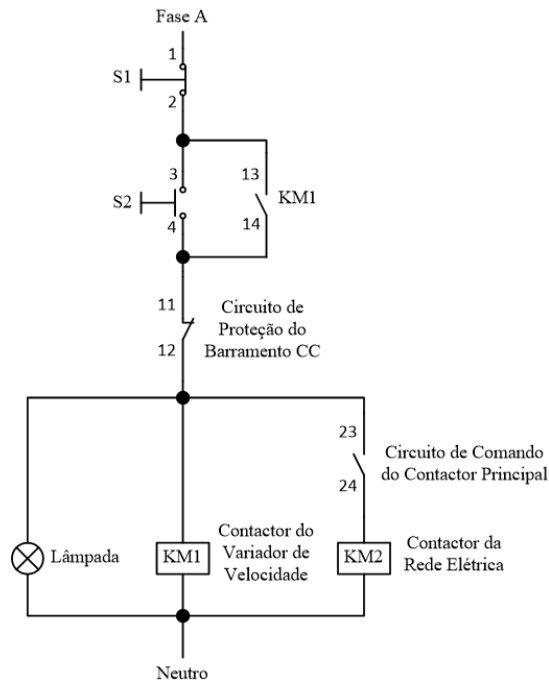 Fase A
1
S1
2
3
13
S2
KM1
4
14
11
Circuito de
Proteção do
Barramento CC
12
23
Circuito de Comando
do Contactor Principal
24
Lâmpada
KM1
Contactor do
Variador de
Velocidade
KM2
Contactor da
Rede Elétrica
Neutro